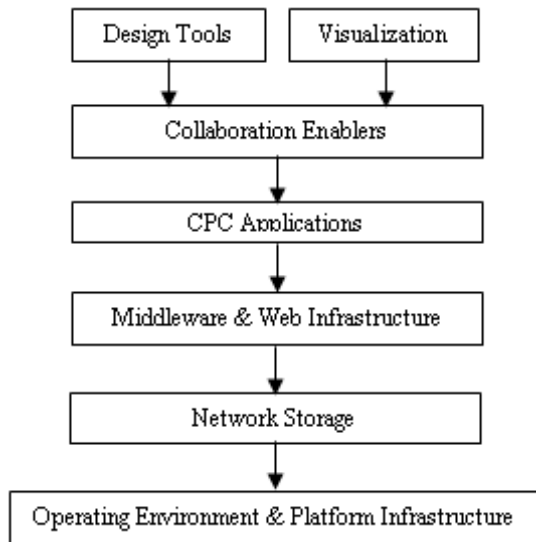 Design Tools
Visualization
Collaboration Enablers
CPC Applications
Middleware & Web Infrastructure
Network Storage
Operating Environment & Platform Infrastructure